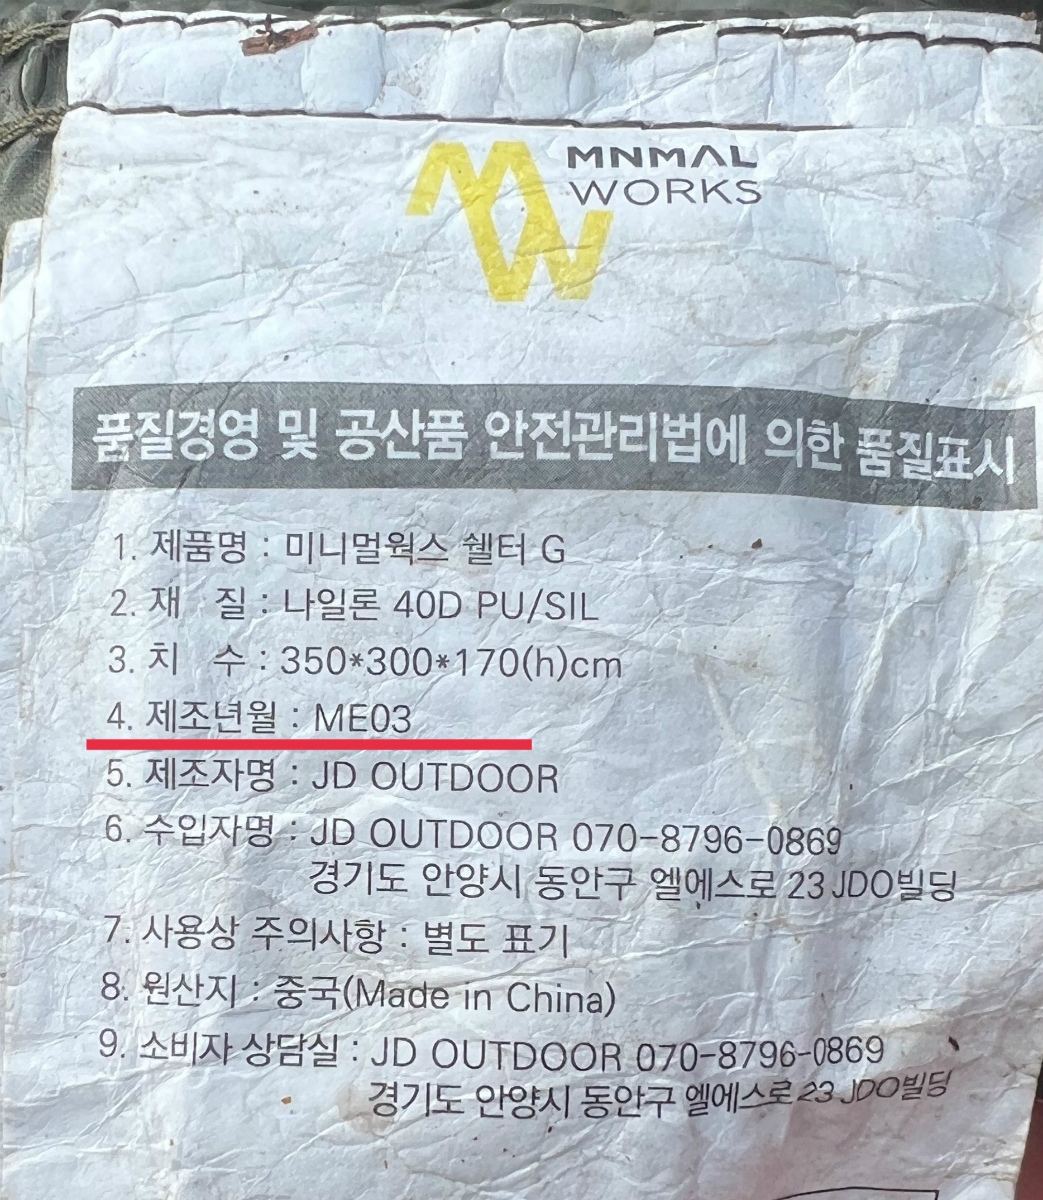 MNMAL
WORKS
품질경영 및 공산품 안전관리법에 의한 품질표시
1. 제품명 : 미니멀웍스 쉘터 G
2. 재 질 : 나일론 40D PU/SIL
3. 치 수 : 350*300*170(h)cm
4. 제조년월 : ME03
5. 제조자명 : JD OUTDOOR
6. 수입자명 : JD OUTDOOR 070-8796-0869
경기도 안양시 동안구 엘에스로 23 JDO빌딩
7. 사용상 주의사항 : 별도 표기
8. 원산지 : 중국(Made in China)
9. 소비자 상담실 : JD OUTDOOR 070-8796-0869
경기도 안양시 동안구 엘에스로 23 JDO빌딩